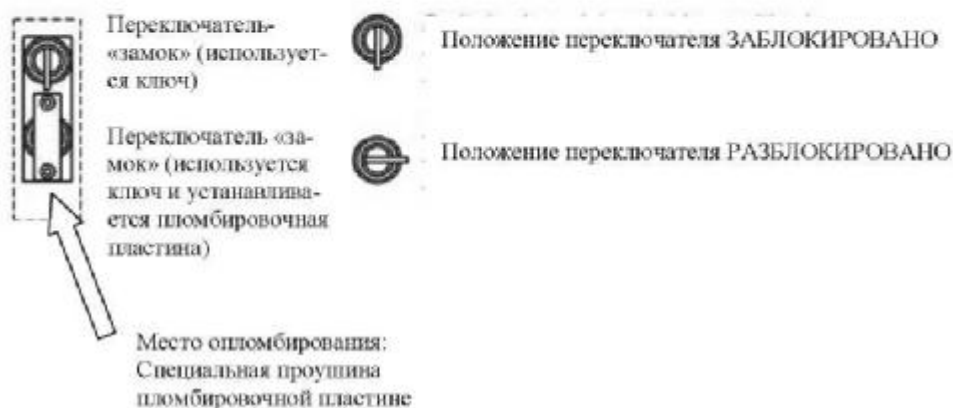 Переключатель-
«замок» (использует-
ся ключ)
Положение переключателя ЗАБЛОКИРОВАНО
Переключатель «за-
мок» (используется
ключ и устанавлива-
ется пломбировочная
пластина)
Положение переключателя РАЗБЛОКИРОВАНО
Место опломбирования:
Специальная проушина
пломбировочной пластине